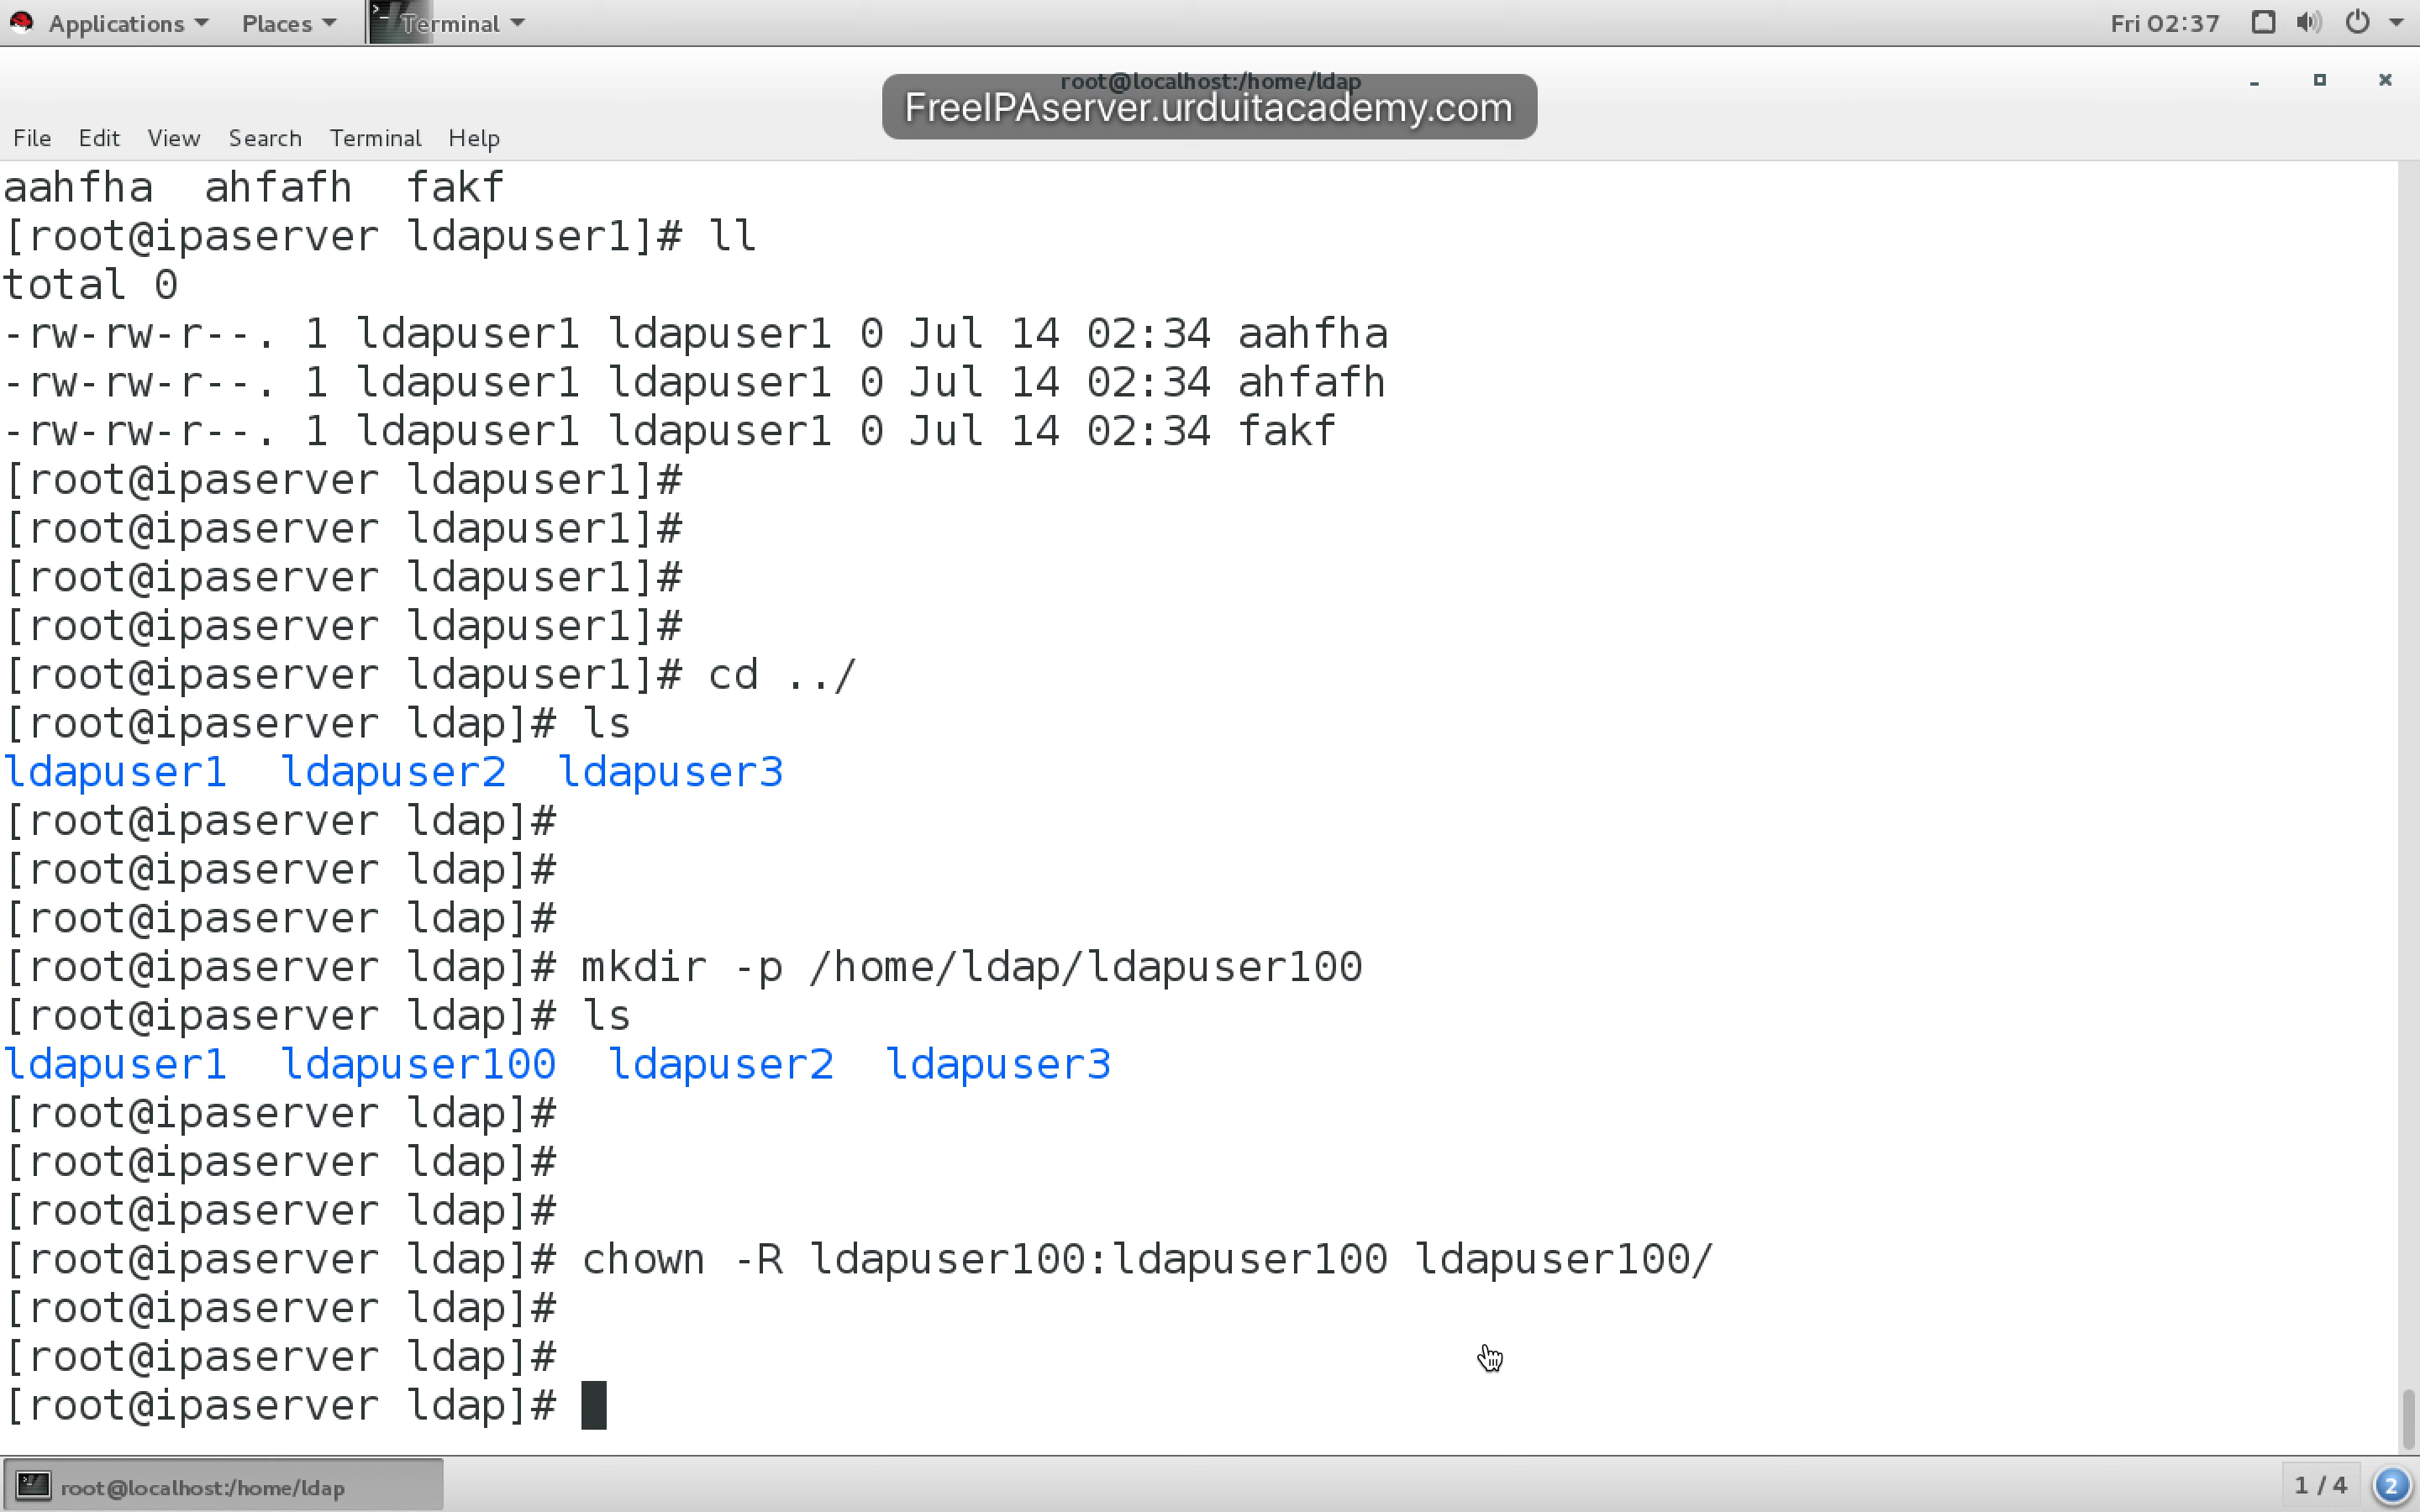 Applications Places Terminal Fri 02:37
root@localhost:/home/ldap
FreeIPAserver.urduitacademy.com
File Edit View Search Terminal Help
aahfha ahfafh fakf
[root@ipaserver ldapuser1]# ll
total 0
-rw-rw-r--. 1 ldapuser1 ldapuser1 0 Jul 14 02:34 aahfha
-rw-rw-r--. 1 ldapuser1 ldapuser1 0 Jul 14 02:34 ahfafh
-rw-rw-r--. 1 ldapuser1 ldapuser1 0 Jul 14 02:34 fakf
[root@ipaserver ldapuser1]#
[root@ipaserver ldapuser1]#
[root@ipaserver ldapuser1]#
[root@ipaserver ldapuser1]#
[root@ipaserver ldapuser1]# cd ../
[root@ipaserver ldap]# ls
ldapuser1 ldapuser2 ldapuser3
[root@ipaserver ldap]#
[root@ipaserver ldap]#
[root@ipaserver ldap]#
[root@ipaserver ldap]# mkdir -p /home/ldap/ldapuser100
[root@ipaserver ldap]# ls
ldapuser1 ldapuser100 ldapuser2 ldapuser3
[root@ipaserver ldap]#
[root@ipaserver ldap]#
[root@ipaserver ldap]#
[root@ipaserver ldap]# chown -R ldapuser100:ldapuser100 ldapuser100/
[root@ipaserver ldap]#
[root@ipaserver ldap]#
[root@ipaserver ldap]#
root@localhost:/home/ldap 1 / 4 2